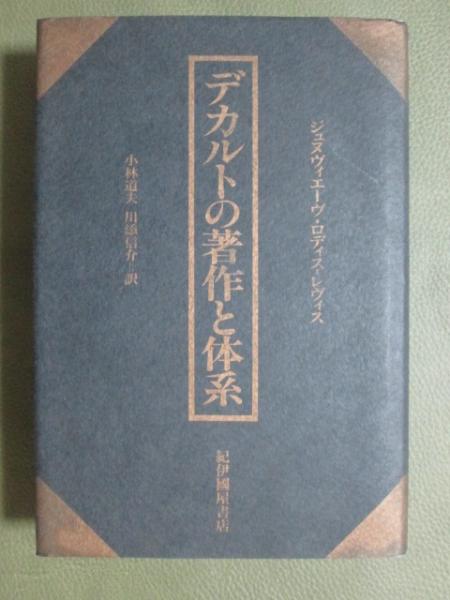 ジュヌヴィエーヴ・ロディス=レヴィス
デカルトの著作と体系
小林道夫 川添信介=訳
紀伊國屋書店